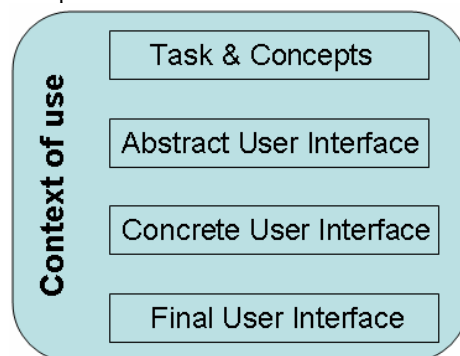 Context of use
Task & Concepts
Abstract User Interface
Concrete User Interface
Final User Interface